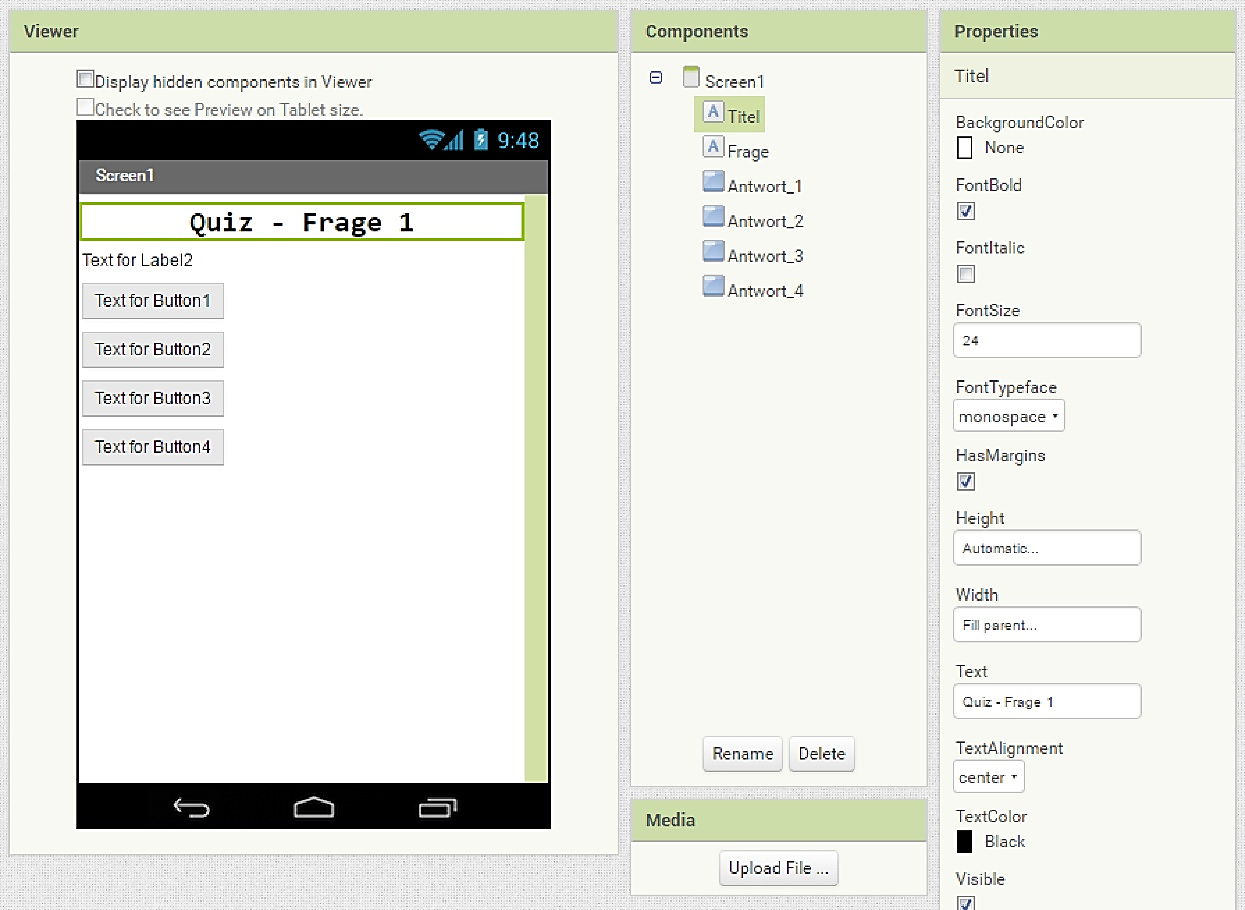 Viewer
Display hidden components in Viewer
Check to see Preview on Tablet size.
9:48
Screen1
Quiz - Frage 1
Text for Label2
Text for Button1
Text for Button2
Text for Button3
Text for Button4
Components
Screen1
A Titel
A Frage
Antwort_1
Antwort_2
Antwort_3
Antwort_4
Rename Delete
Media
Upload File ...
Properties
Titel
BackgroundColor
None
FontBold
FontItalic
FontSize
24
FontTypeface
monospace
HasMargins
Height
Automatic...
Width
Fill parent...
Text
Quiz - Frage 1
TextAlignment
center
TextColor
Black
Visible